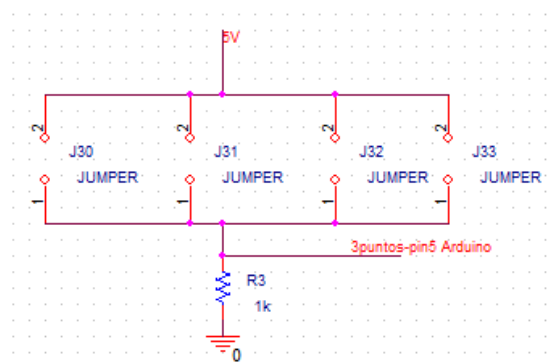 5V
2 2 2 2
J30 J31 J32 J33
JUMPER JUMPER JUMPER JUMPER
1 1 1 1
3puntos-pin5 Arduino
R3
1k
0